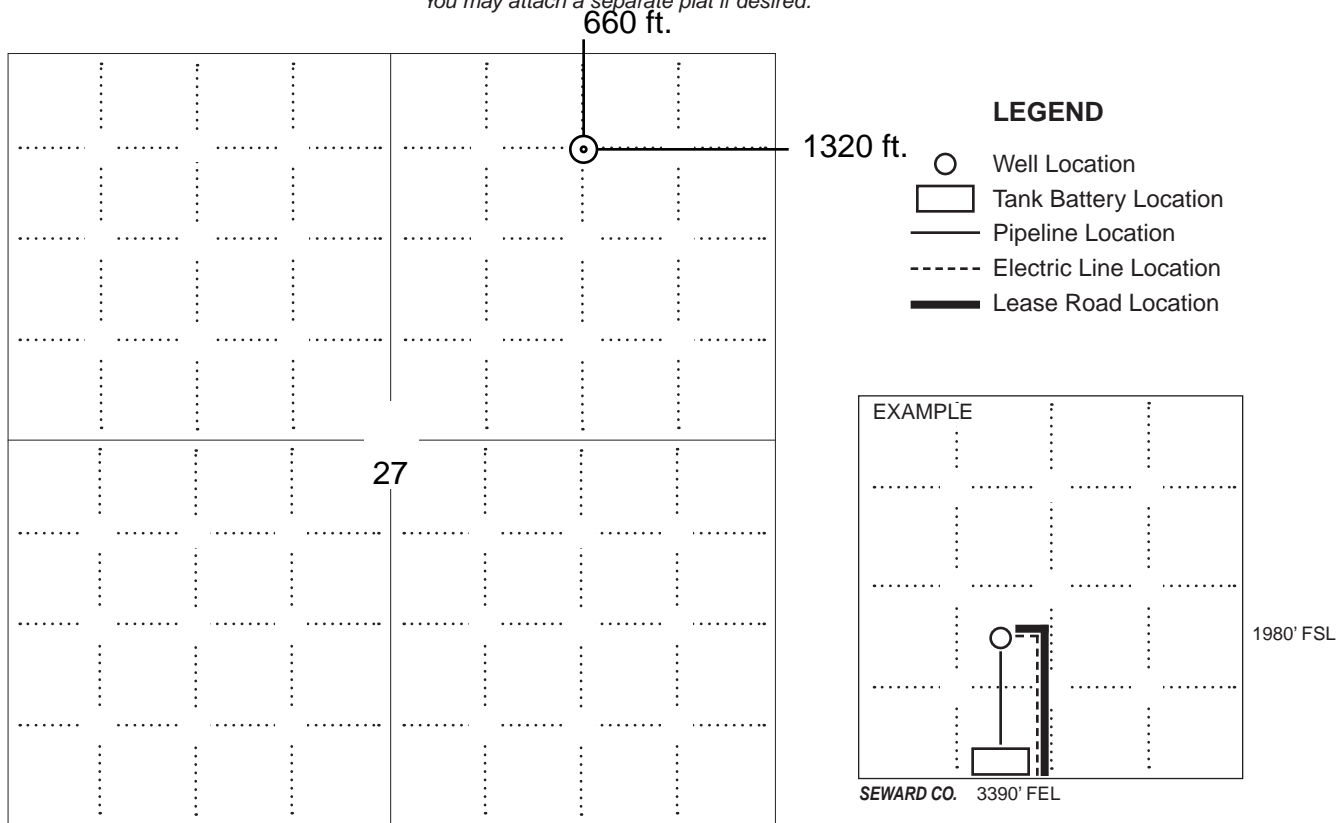 You may attach a separate plat if desired.
660 ft.
1320 ft.
27
LEGEND
Well Location
Tank Battery Location
Pipeline Location
Electric Line Location
Lease Road Location
EXAMPLE
1980' FSL
SEWARD CO. 3390' FEL